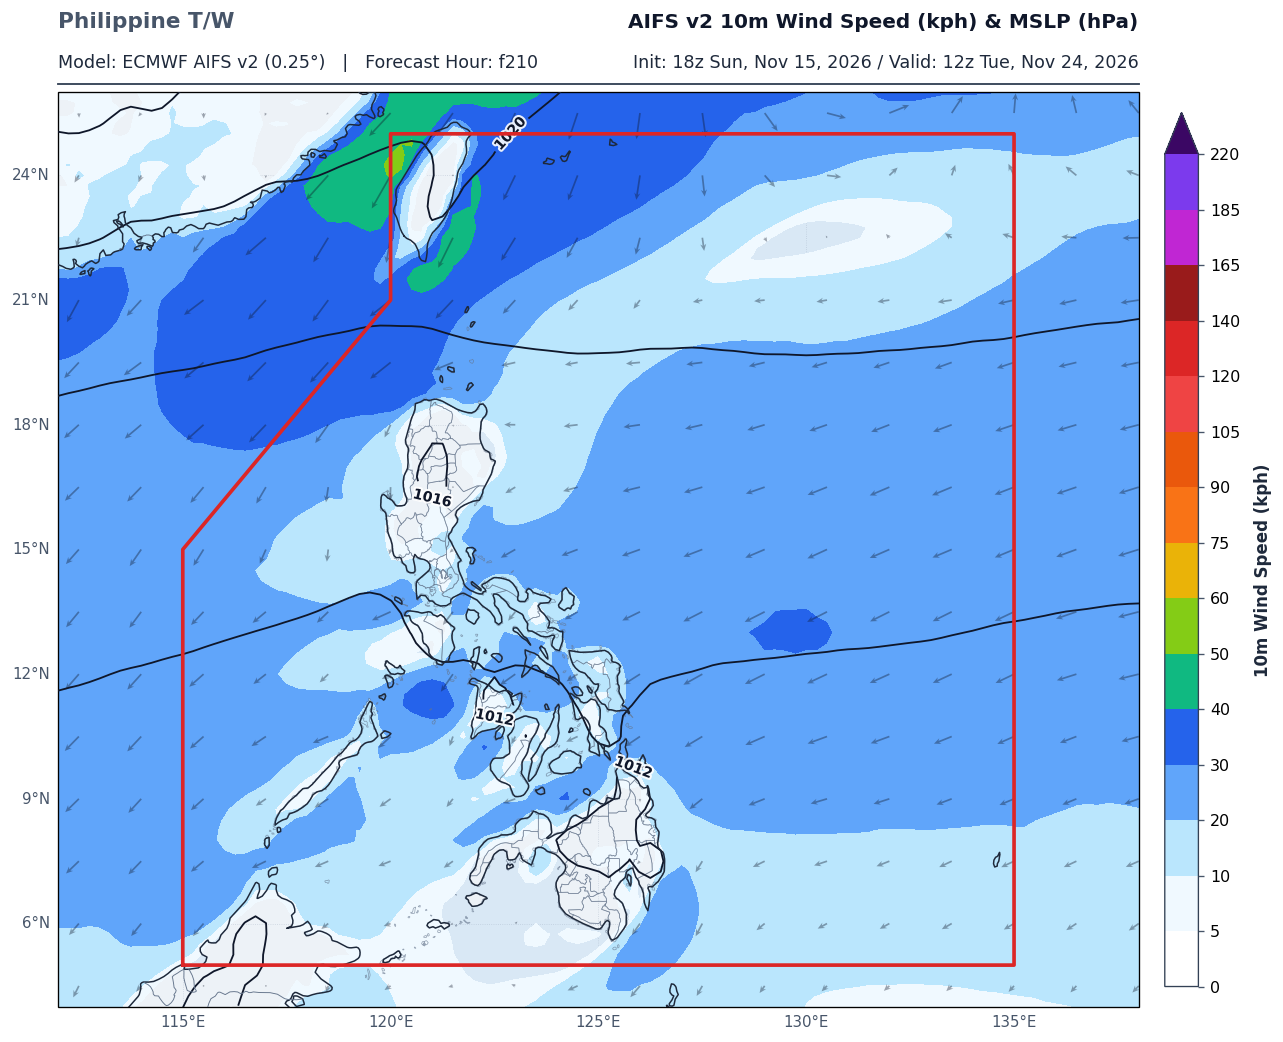 Philippine T/W
AIFS v2 10m Wind Speed (kph) & MSLP (hPa)
Model: ECMWF AIFS v2 (0.25°) | Forecast Hour: f210
Init: 18z Sun, Nov 15, 2026 / Valid: 12z Tue, Nov 24, 2026
1020
24°N
21°N
18°N
1016
15°N
12°N
1012
1012
9°N
6°N
115°E
120°E
125°E
130°E
135°E
220
185
165
140
120
105
90
75
60
50
40
30
20
10
5
0
10m Wind Speed (kph)